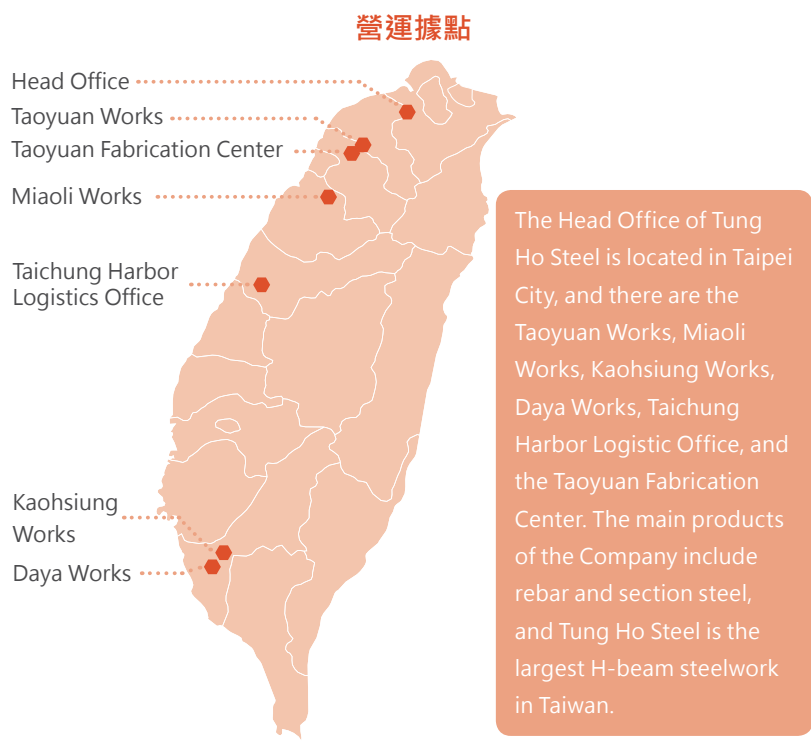 營運據點
Head Office
Taoyuan Works
Taoyuan Fabrication Center
Miaoli Works
Taichung Harbor
Logistics Office
Kaohsiung
Works
Daya Works
The Head Office of Tung
Ho Steel is located in Taipei
City, and there are the
Taoyuan Works, Miaoli
Works, Kaohsiung Works,
Daya Works, Taichung
Harbor Logistic Office, and
the Taoyuan Fabrication
Center. The main products
of the Company include
rebar and section steel,
and Tung Ho Steel is the
largest H-beam steelwork
in Taiwan.